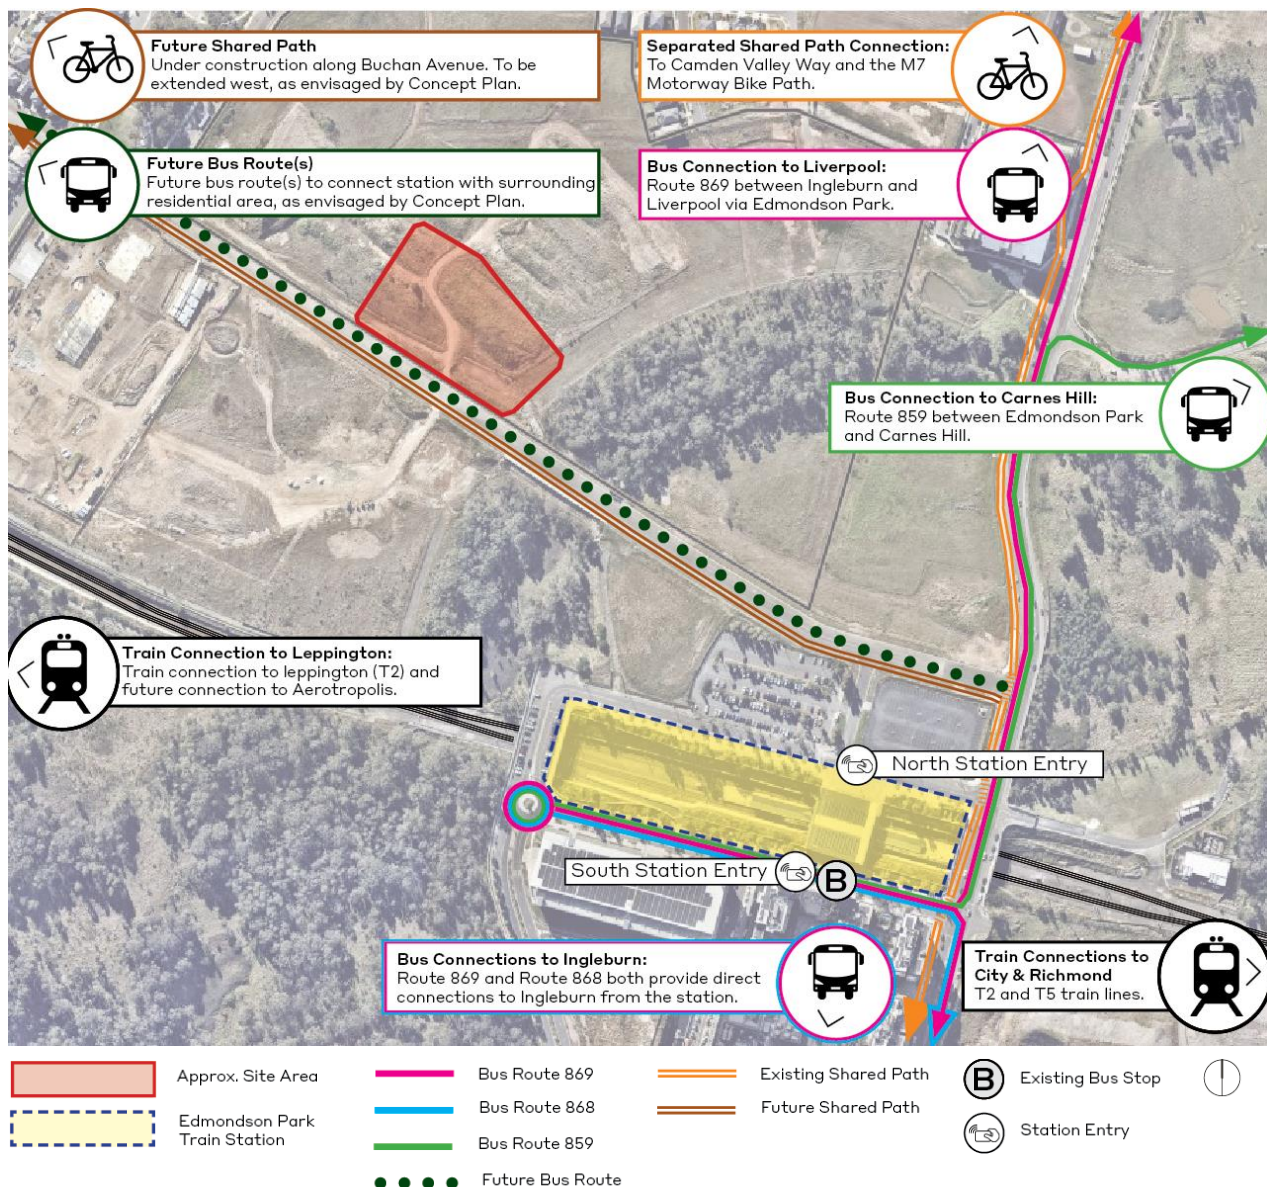 Future Shared Path
Under construction along Buchan Avenue. To be
extended west, as envisaged by Concept Plan.
Separated Shared Path Connection:
To Camden Valley Way and the M7
Motorway Bike Path.
Future Bus Route(s)
Future bus route(s) to connect station with surrounding
residential area, as envisaged by Concept Plan.
Bus Connection to Liverpool:
Route 869 between Ingleburn and
Liverpool via Edmondson Park.
Bus Connection to Carnes Hill:
Route 859 between Edmondson Park
and Carnes Hill.
Train Connection to Leppington:
Train connection to leppington (T2) and
future connection to Aerotropolis.
North Station Entry
South Station Entry
B
Bus Connections to Ingleburn:
Route 869 and Route 868 both provide direct
connections to Ingleburn from the station.
Train Connections to
City & Richmond
T2 and T5 train lines.
Approx. Site Area
Edmondson Park
Train Station
Bus Route 869
Bus Route 868
Bus Route 859
Future Bus Route
Existing Shared Path
Future Shared Path
B
Existing Bus Stop
Station Entry